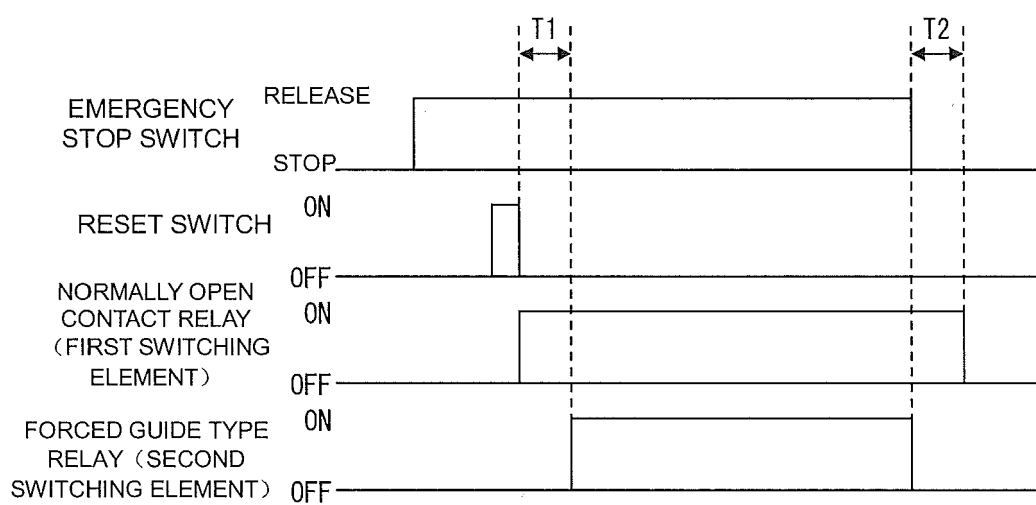 T1
T2
EMERGENCY
STOP SWITCH
RELEASE
STOP
RESET SWITCH
ON
OFF
NORMALLY OPEN
CONTACT RELAY
（FIRST SWITCHING
ELEMENT）
ON
OFF
FORCED GUIDE TYPE
RELAY（SECOND
SWITCHING ELEMENT）
ON
OFF